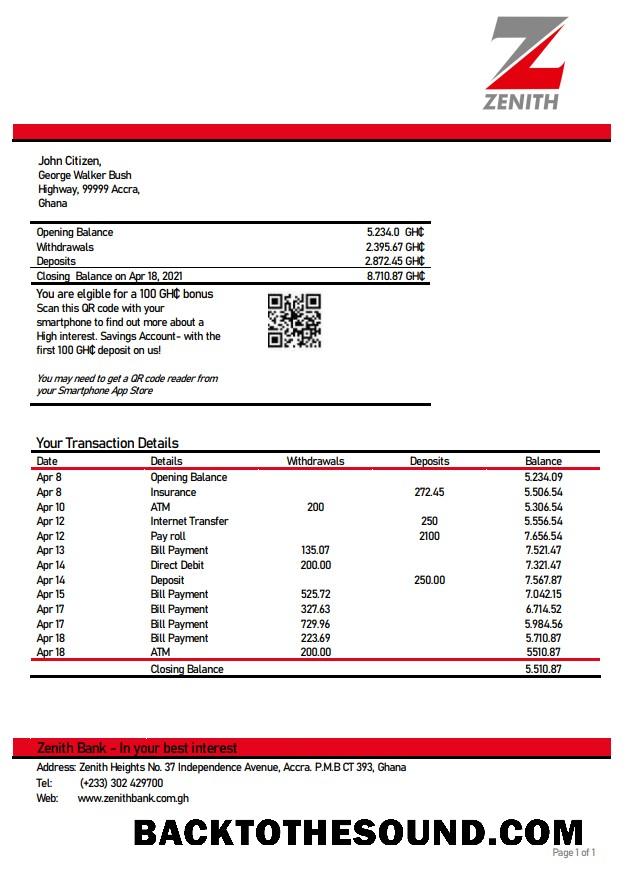 ZENITH
John Citizen,
George Walker Bush
Highway, 99999 Accra,
Ghana
Opening Balance 5.234.0 GH₵
Withdrawals 2.395.67 GH₵
Deposits 2.872.45 GH₵
Closing Balance on Apr 18, 2021 8.710.87 GH₵
You are elgible for a 100 GH₵ bonus
Scan this QR code with your
smartphone to find out more about a
High interest. Savings Account- with the
first 100 GH₵ deposit on us!
You may need to get a QR code reader from
your Smartphone App Store
Your Transaction Details
Date Details Withdrawals Deposits Balance
Apr 8 Opening Balance 5.234.09
Apr 8 Insurance 272.45 5.506.54
Apr 10 ATM 200 5.306.54
Apr 12 Internet Transfer 250 5.556.54
Apr 12 Pay roll 2100 7.656.54
Apr 13 Bill Payment 135.07 7.521.47
Apr 14 Direct Debit 200.00 7.321.47
Apr 14 Deposit 250.00 7.567.87
Apr 15 Bill Payment 525.72 7.042.15
Apr 17 Bill Payment 327.63 6.714.52
Apr 17 Bill Payment 729.96 5.984.56
Apr 18 Bill Payment 223.69 5.710.87
Apr 18 ATM 200.00 5510.87
Closing Balance 5.510.87
Zenith Bank - In your best interest
Address: Zenith Heights No. 37 Independence Avenue, Accra. P.M.B CT 393, Ghana
Tel: (+233) 302 429700
Web: www.zenithbank.com.gh
BACKTOTHESOUND.COM
Page 1 of 1